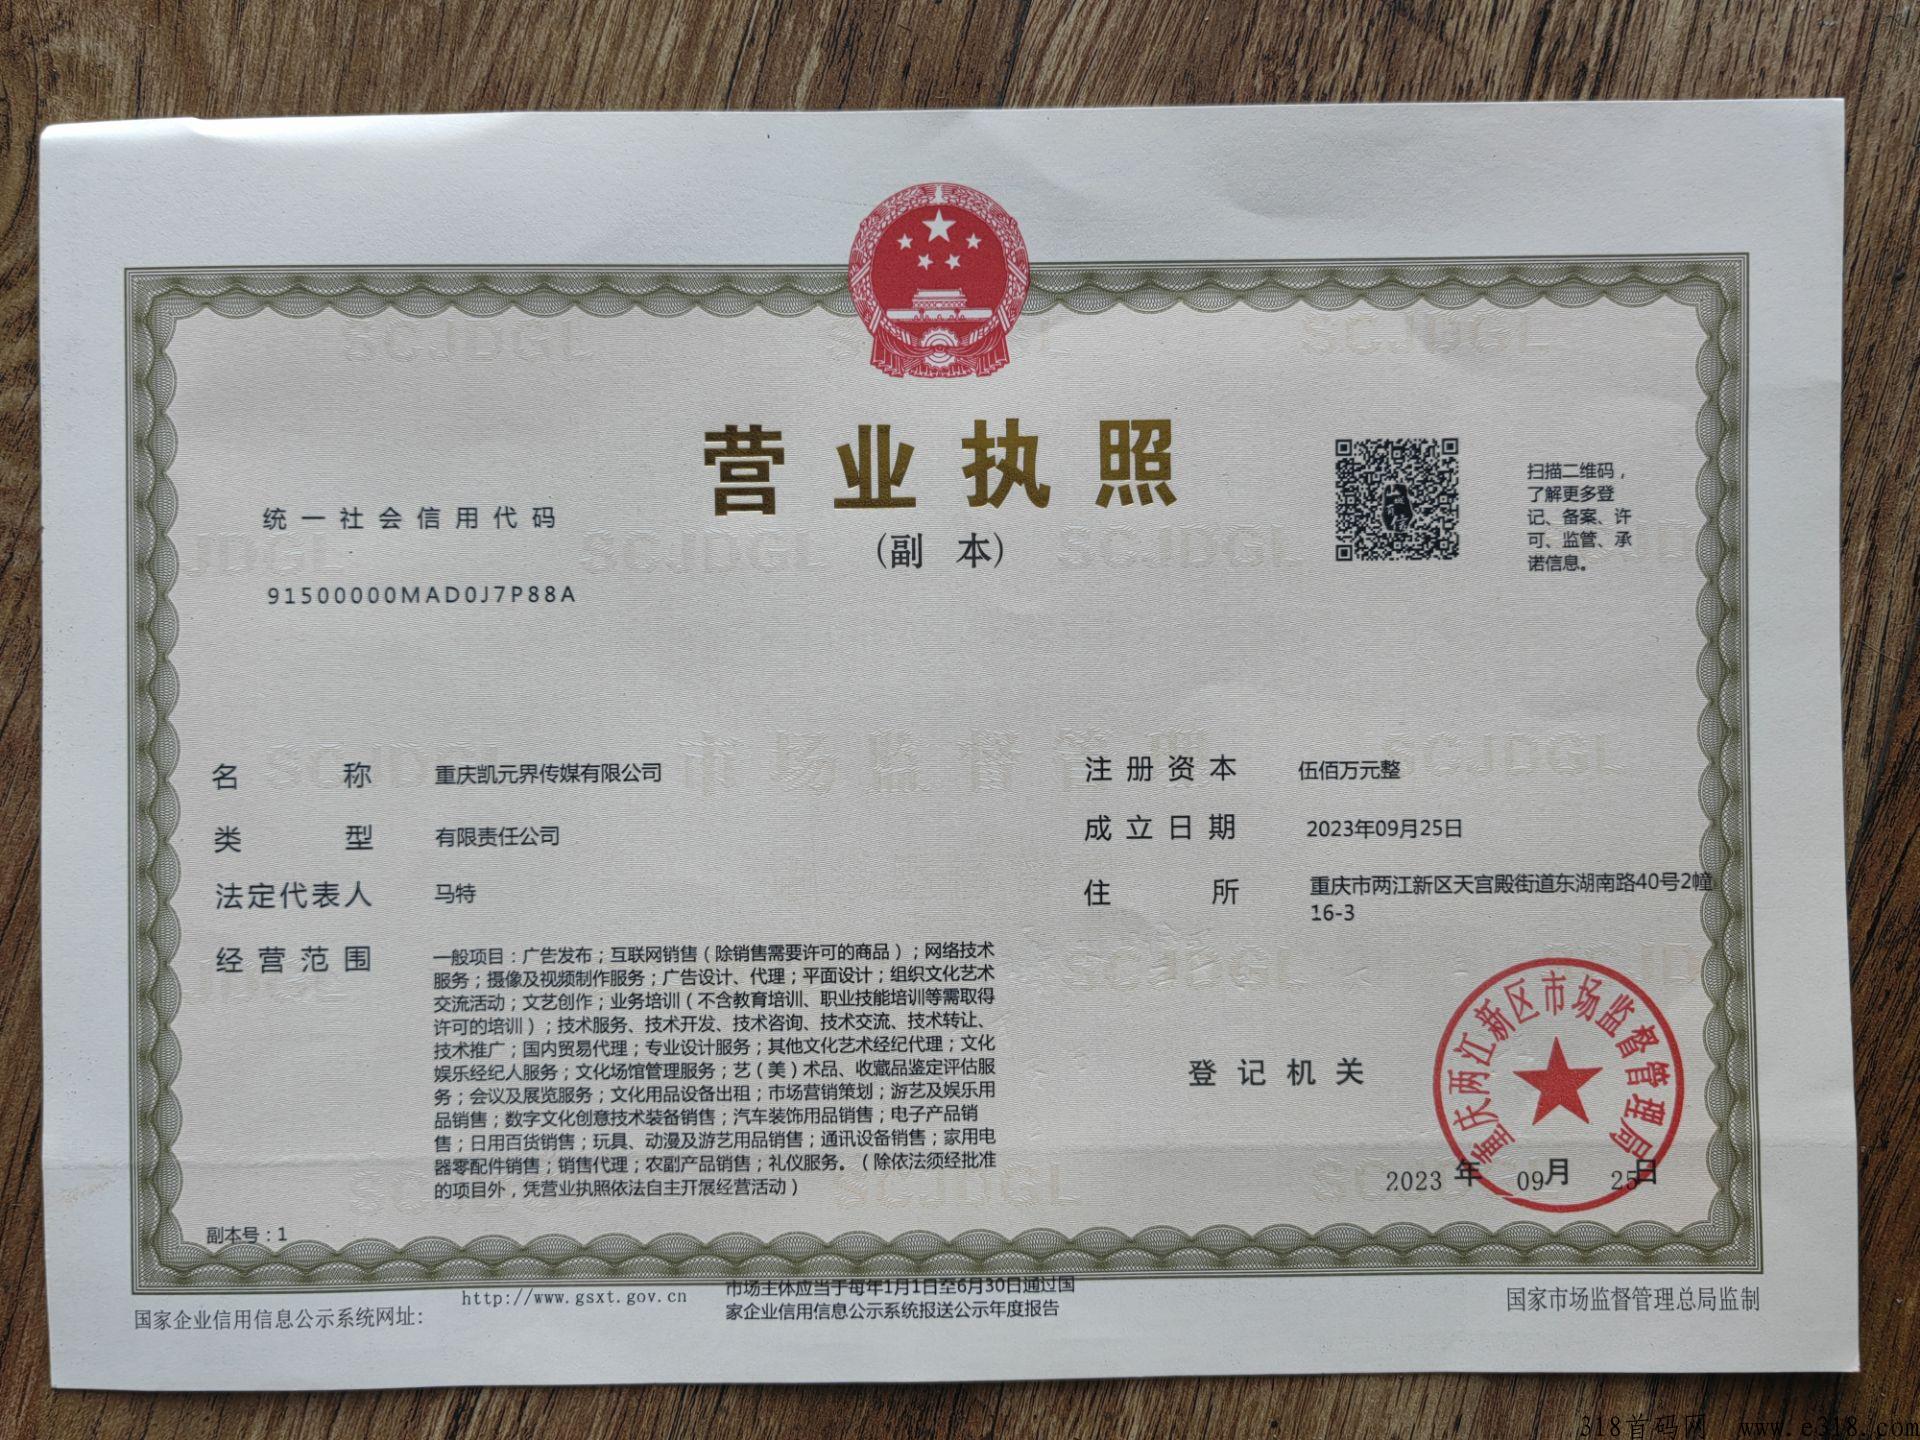 营业执照
(副 本)
统一社会信用代码
91500000MAD0J7P88A
扫描二维码，
了解更多登
记、备案、许
可、监管、承
诺信息。
名 称 重庆凯元界传媒有限公司
类 型 有限责任公司
法定代表人 马特
经营范围 一般项目：广告发布；互联网销售（除销售需要许可的商品）；网络技术
服务；摄像及视频制作服务；广告设计、代理；平面设计；组织文化艺术
交流活动；文艺创作；业务培训（不含教育培训、职业技能培训等需取得
许可的培训）；技术服务、技术开发、技术咨询、技术交流、技术转让、
技术推广；国内贸易代理；专业设计服务；其他文化艺术经纪代理；文化
娱乐经纪人服务；文化场馆管理服务；艺（美）术品、收藏品鉴定评估服
务；会议及展览服务；文化用品设备出租；市场营销策划；游艺及娱乐用
品销售；数字文化创意技术装备销售；汽车装饰用品销售；电子产品销
售；日用百货销售；玩具、动漫及游艺用品销售；通讯设备销售；家用电
器零配件销售；销售代理；农副产品销售；礼仪服务。（除依法须经批准
的项目外，凭营业执照依法自主开展经营活动）
注册资本 伍佰万元整
成立日期 2023年09月25日
住 所 重庆市两江新区天宫殿街道东湖南路40号2幢
16-3
登记机关
重庆两江新区市场监督管理局
2023 年 09月 25日
副本号：1
国家企业信用信息公示系统网址：
http://www.gsxt.gov.cn
市场主体应当于每年1月1日至6月30日通过国
家企业信用信息公示系统报送公示年度报告
国家市场监督管理总局监制
SCJDGL
市场监督管理
318首码网 www.e318.com